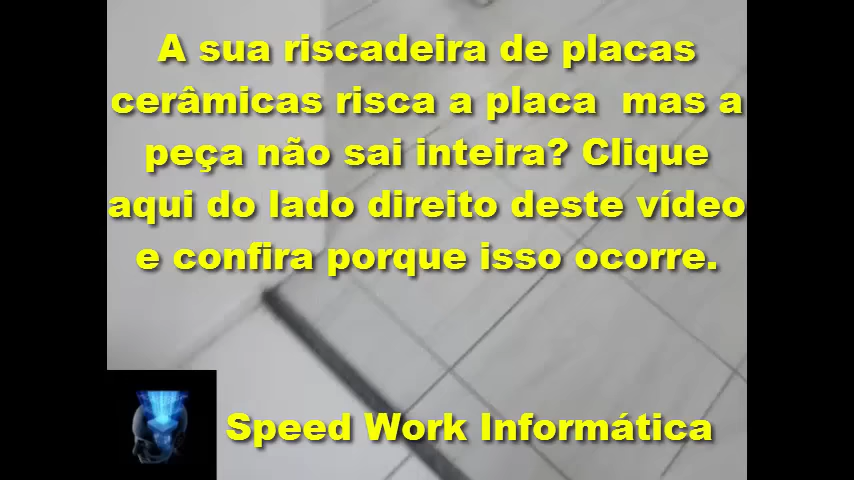 A sua riscadeira de placas
cerâmicas risca a placa  mas a
peça não sai inteira? Clique
aqui do lado direito deste vídeo
e confira porque isso ocorre.
Speed Work Informática